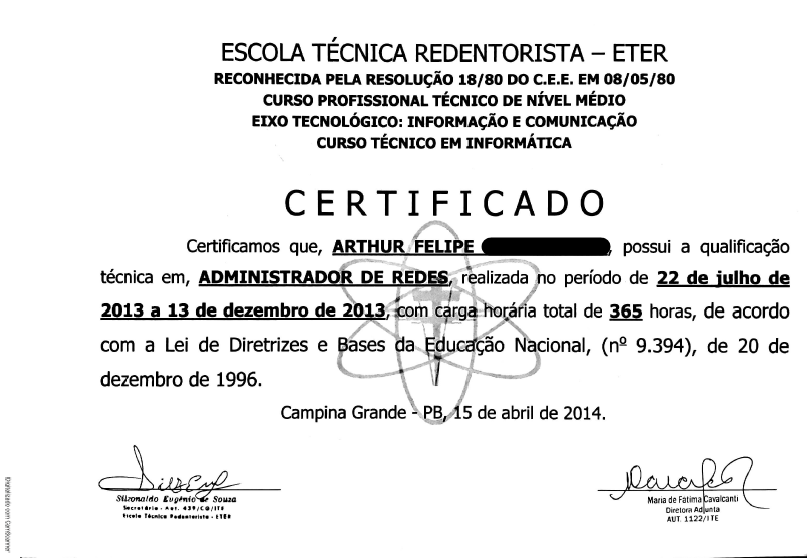 ESCOLA TÉCNICA REDENTORISTA – ETER
RECONHECIDA PELA RESOLUÇÃO 18/80 DO C.E.E. EM 08/05/80
CURSO PROFISSIONAL TÉCNICO DE NÍVEL MÉDIO
EIXO TECNOLÓGICO: INFORMAÇÃO E COMUNICAÇÃO
CURSO TÉCNICO EM INFORMÁTICA
CERTIFICADO
Certificamos que, ARTHUR FELIPE , possui a qualificação
técnica em, ADMINISTRADOR DE REDES, realizada no período de 22 de julho de
2013 a 13 de dezembro de 2013, com carga horária total de 365 horas, de acordo
com a Lei de Diretrizes e Bases da Educação Nacional, (nº 9.394), de 20 de
dezembro de 1996.
Campina Grande - PB, 15 de abril de 2014.
Silronaldo Eugênio de Souza
Secretário - Aut. 439/CG/ITE
Escola Técnica Redentorista - ETER
Maria de Fatima Cavalcanti
Diretora Adjunta
AUT. 1122/ITE
Digitalizado com CamScanner